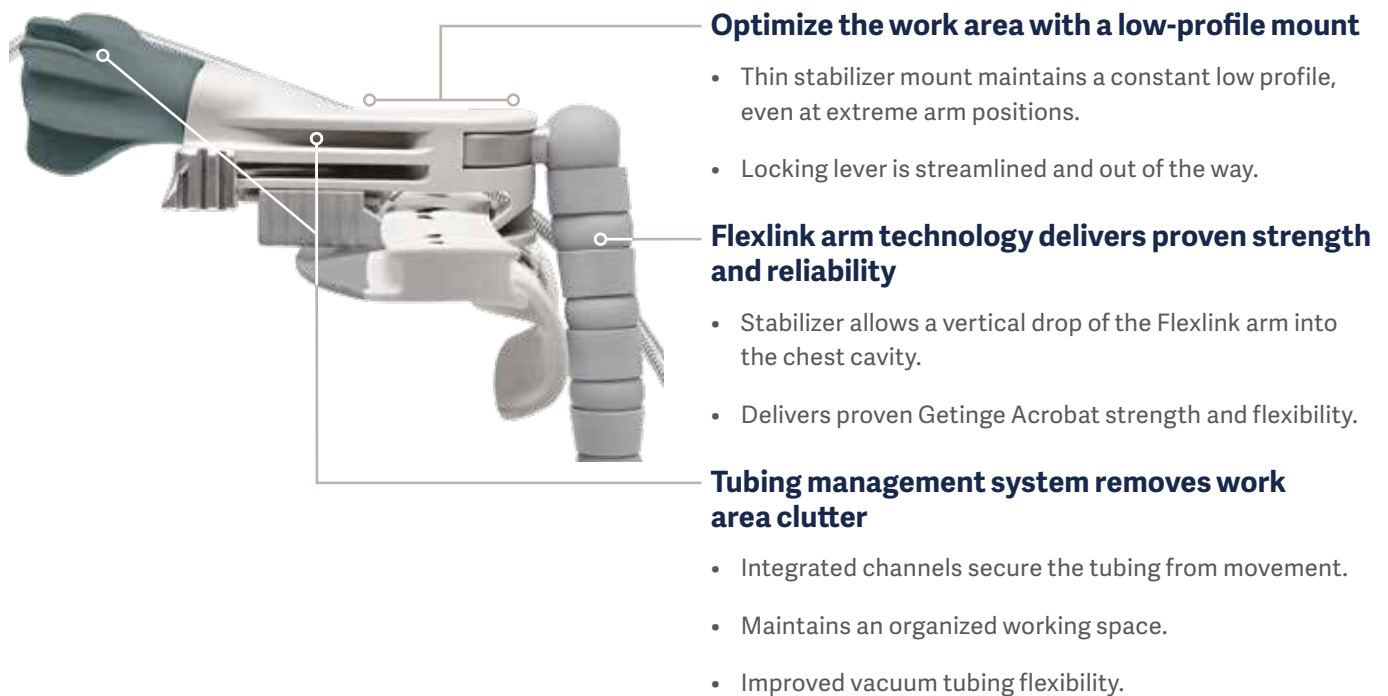 Optimize the work area with a low-profile mount
• Thin stabilizer mount maintains a constant low profile,
even at extreme arm positions.
• Locking lever is streamlined and out of the way.
Flexlink arm technology delivers proven strength
and reliability
• Stabilizer allows a vertical drop of the Flexlink arm into
the chest cavity.
• Delivers proven Getinge Acrobat strength and flexibility.
Tubing management system removes work
area clutter
• Integrated channels secure the tubing from movement.
• Maintains an organized working space.
• Improved vacuum tubing flexibility.